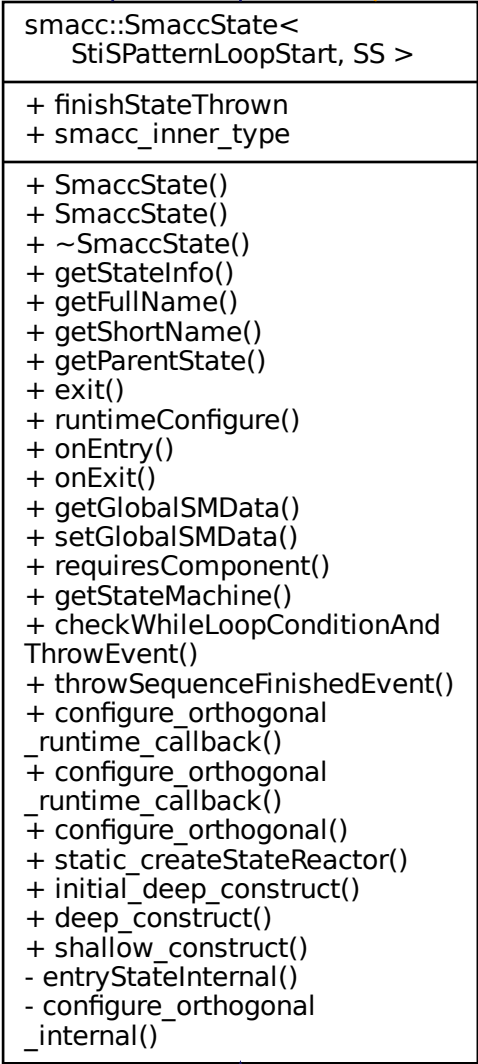 smacc::SmaccState<
StiSPatternLoopStart, SS >
+ finishStateThrown
+ smacc_inner_type
+ SmaccState()
+ SmaccState()
+ ~SmaccState()
+ getStateInfo()
+ getFullName()
+ getShortName()
+ getParentState()
+ exit()
+ runtimeConfigure()
+ onEntry()
+ onExit()
+ getGlobalSMData()
+ setGlobalSMData()
+ requiresComponent()
+ getStateMachine()
+ checkWhileLoopConditionAnd
ThrowEvent()
+ throwSequenceFinishedEvent()
+ configure_orthogonal
_runtime_callback()
+ configure_orthogonal
_runtime_callback()
+ configure_orthogonal()
+ static_createStateReactor()
+ initial_deep_construct()
+ deep_construct()
+ shallow_construct()
- entryStateInternal()
- configure_orthogonal
_internal()